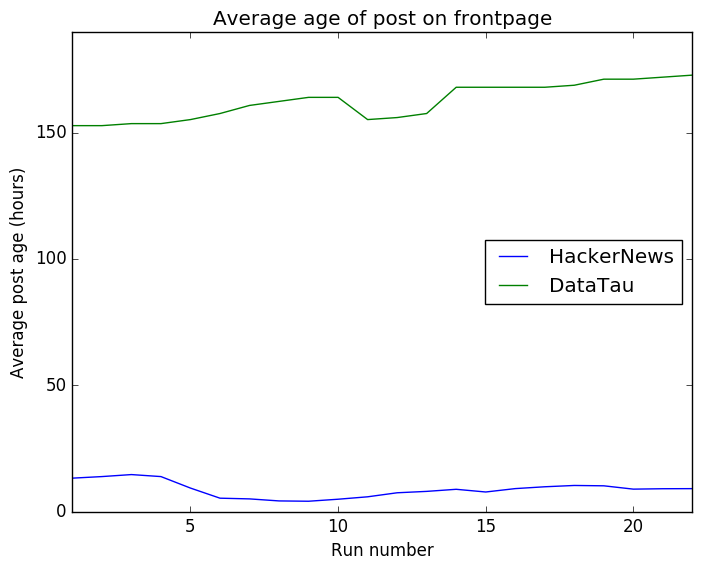 Average age of post on frontpage
Average post age (hours)
150
100
50
0
HackerNews
DataTau
5
10
15
20
Run number